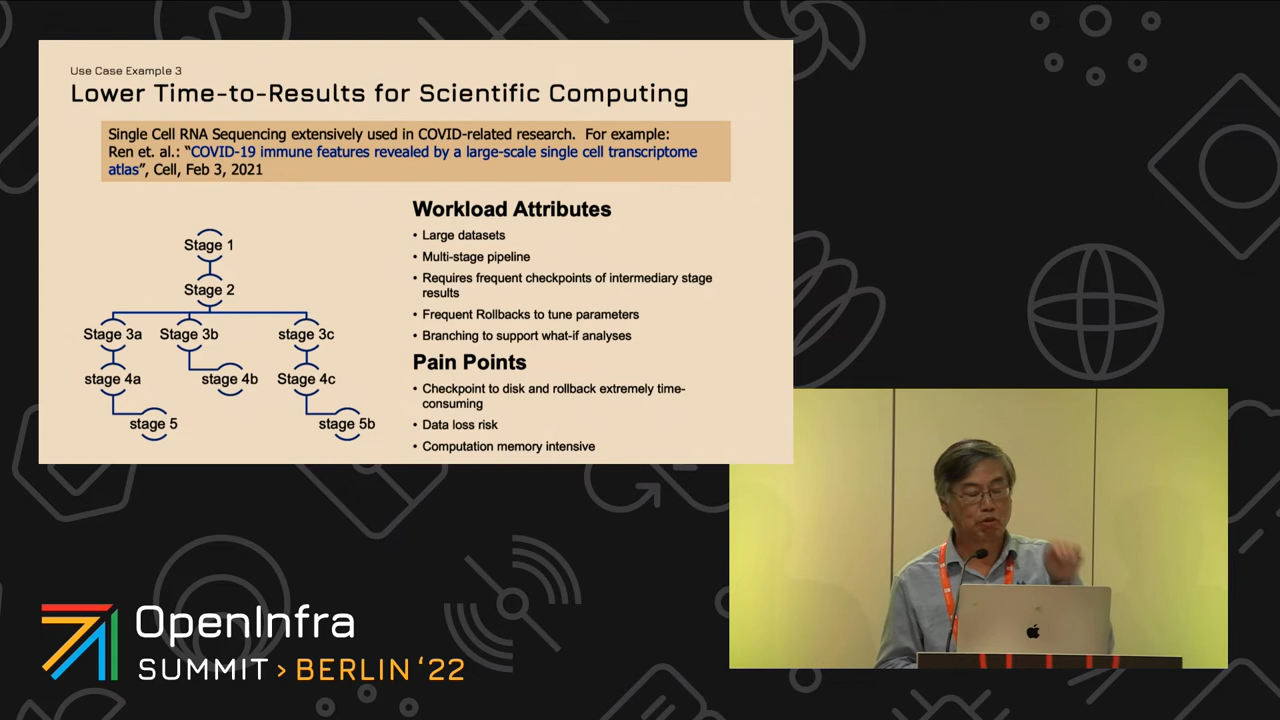 Use Case Example 3
Lower Time-to-Results for Scientific Computing
Single Cell RNA Sequencing extensively used in COVID-related research. For example:
Ren et. al.: “COVID-19 immune features revealed by a large-scale single cell transcriptome
atlas”, Cell, Feb 3, 2021
Stage 1
Stage 2
Stage 3a
Stage 3b
stage 3c
stage 4a
stage 4b
Stage 4c
stage 5
stage 5b
Workload Attributes
• Large datasets
• Multi-stage pipeline
• Requires frequent checkpoints of intermediary stage
results
• Frequent Rollbacks to tune parameters
• Branching to support what-if analyses
Pain Points
• Checkpoint to disk and rollback extremely time-
consuming
• Data loss risk
• Computation memory intensive
OpenInfra
SUMMIT > BERLIN ‘22